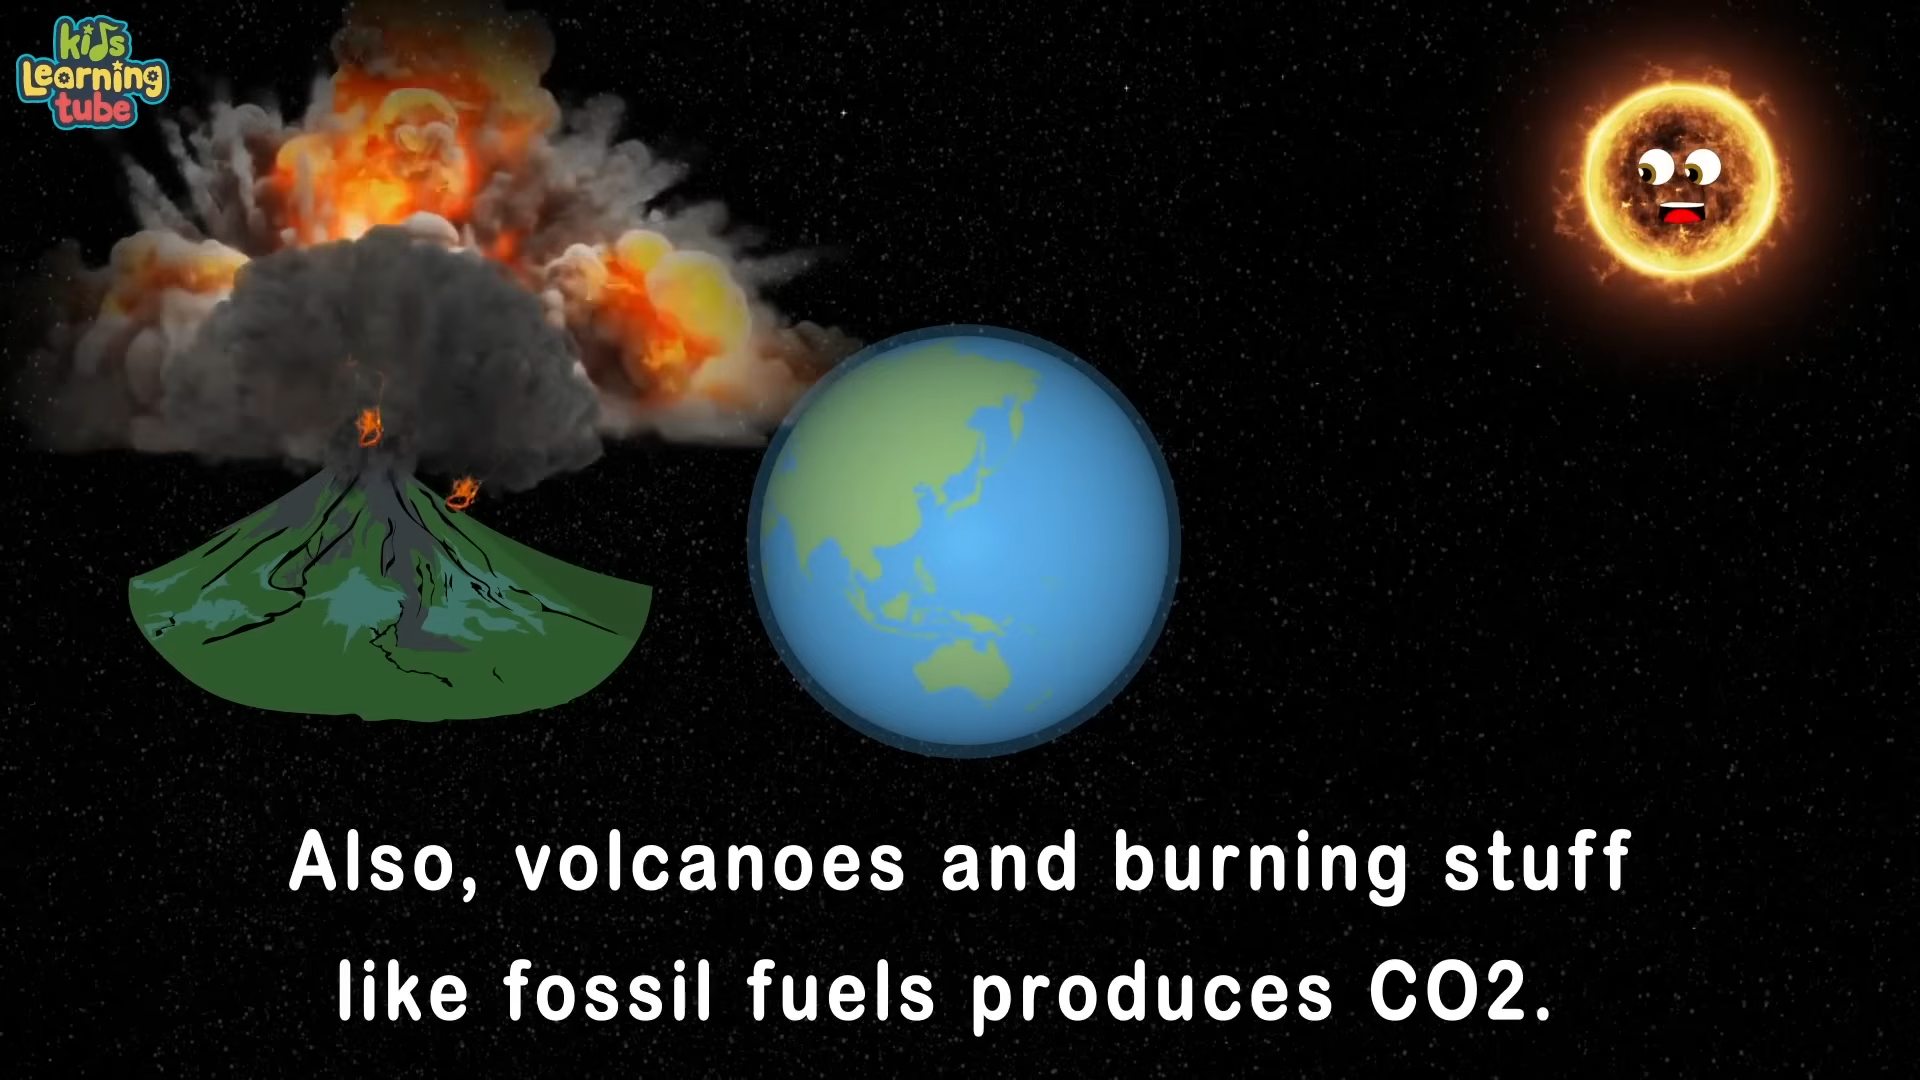 kids
Learning
tube
Also, volcanoes and burning stuff
like fossil fuels produces CO2.